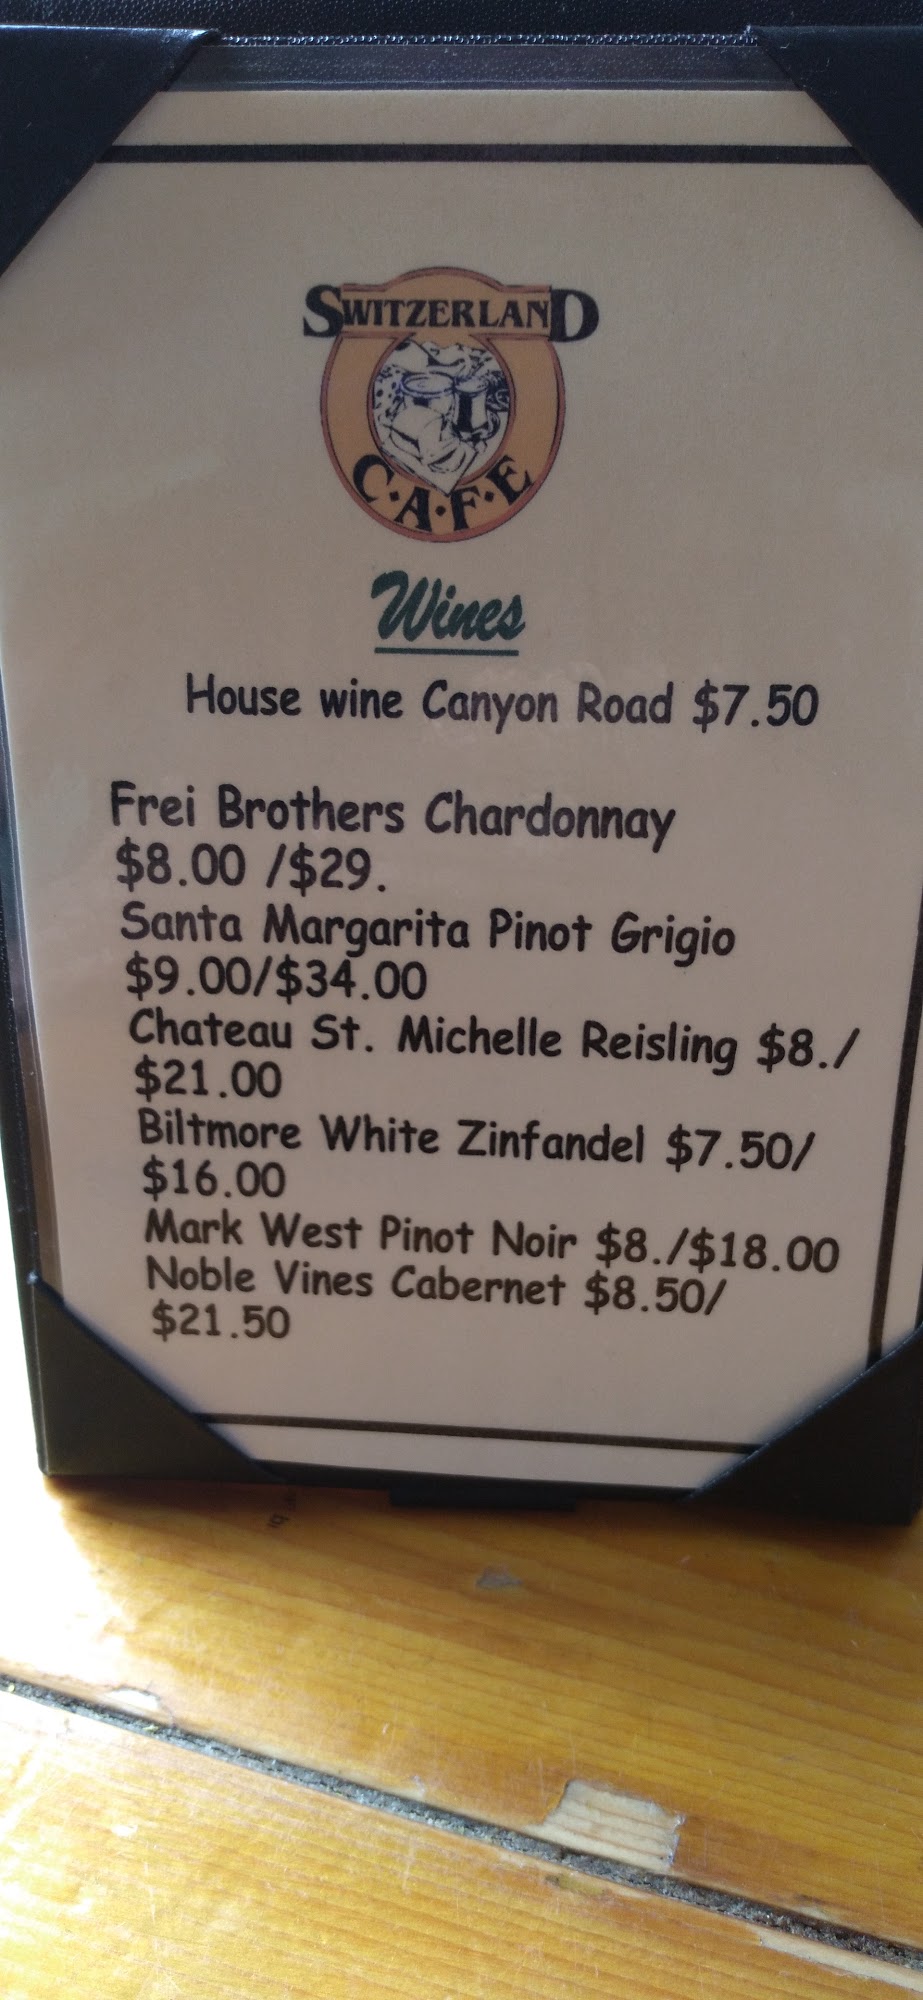 SWITZERLAND
C·A·F·E
Wines
House wine Canyon Road $7.50
Frei Brothers Chardonnay
$8.00 /$29.
Santa Margarita Pinot Grigio
$9.00/$34.00
Chateau St. Michelle Reisling $8./
$21.00
Biltmore White Zinfandel $7.50/
$16.00
Mark West Pinot Noir $8./$18.00
Noble Vines Cabernet $8.50/
$21.50